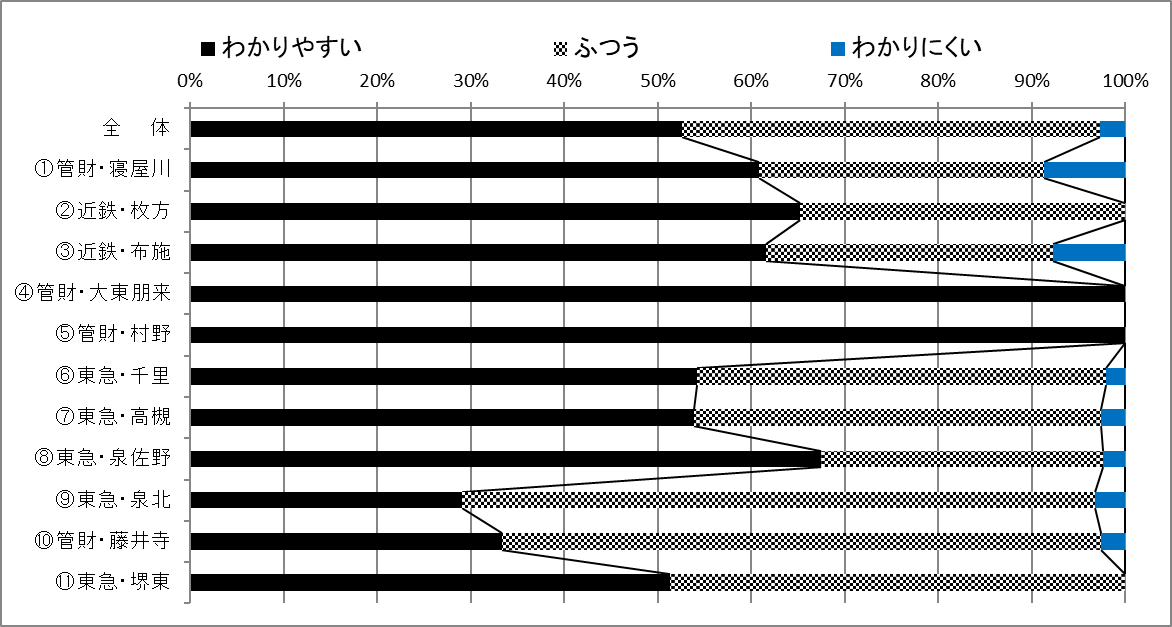 わかりやすい ふつう わかりにくい
0% 10% 20% 30% 40% 50% 60% 70% 80% 90% 100%
全 体
①管財・寝屋川
②近鉄・枚方
③近鉄・布施
④管財・大東朋来
⑤管財・村野
⑥東急・千里
⑦東急・高槻
⑧東急・泉佐野
⑨東急・泉北
⑩管財・藤井寺
⑪東急・堺東